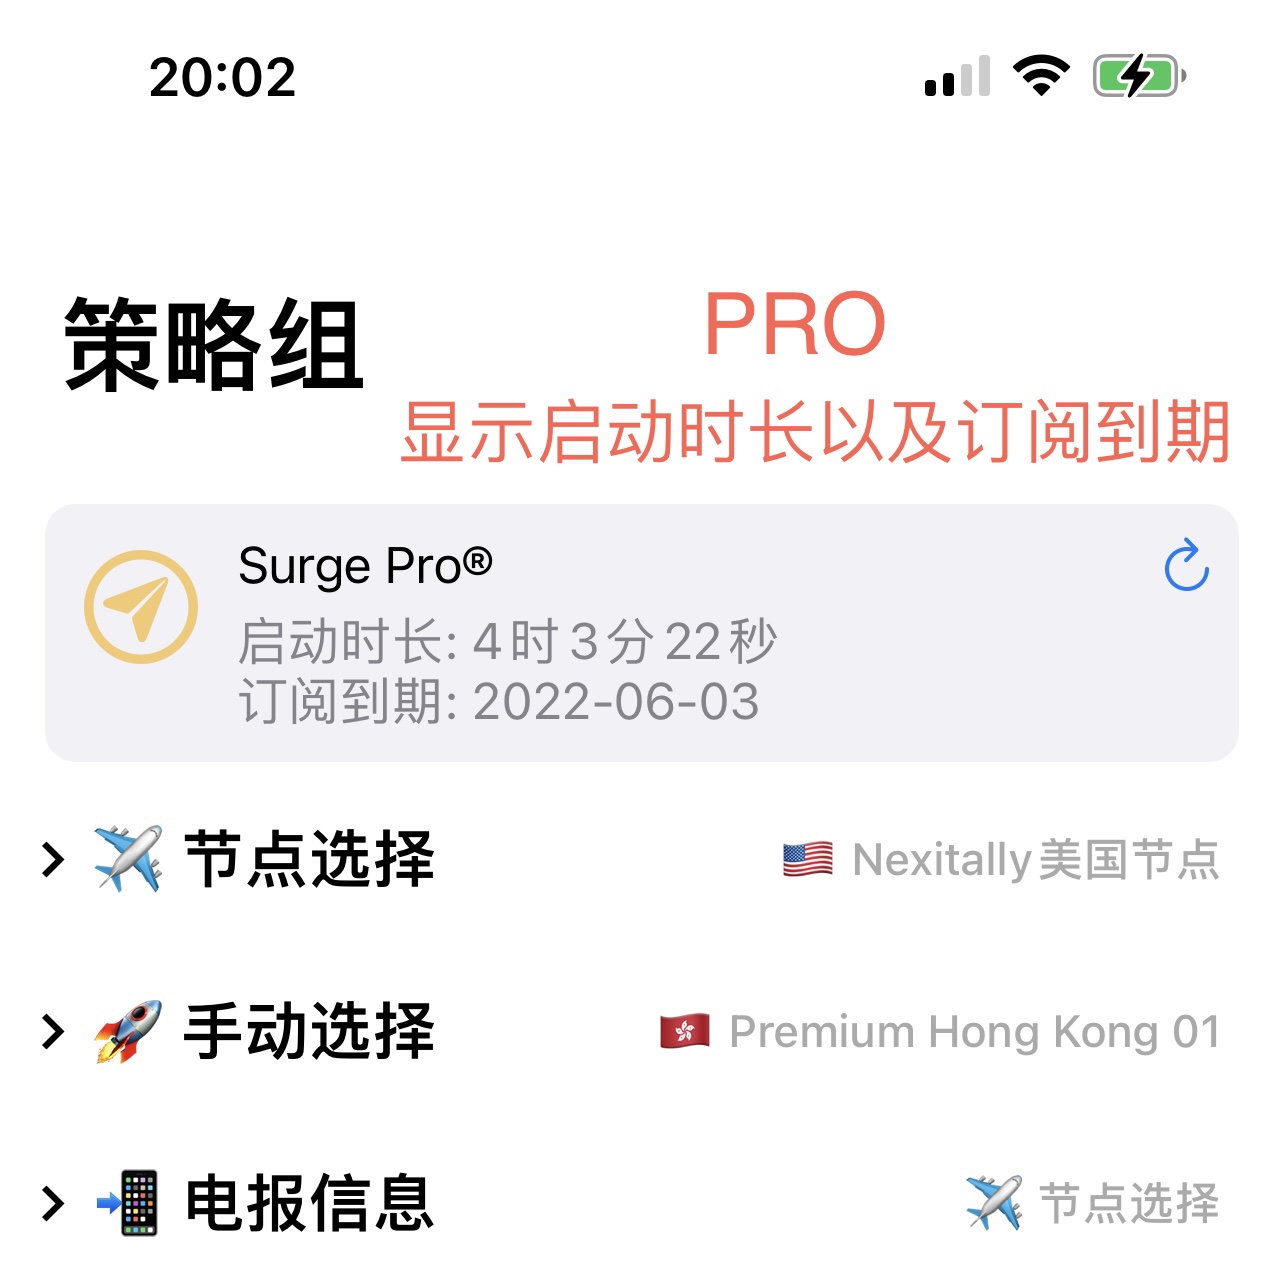 20:02
策略组
PRO
显示启动时长以及订阅到期
Surge Pro®
启动时长: 4时3分22秒
订阅到期: 2022-06-03
节点选择
Nexitally美国节点
手动选择
Premium Hong Kong 01
电报信息
节点选择